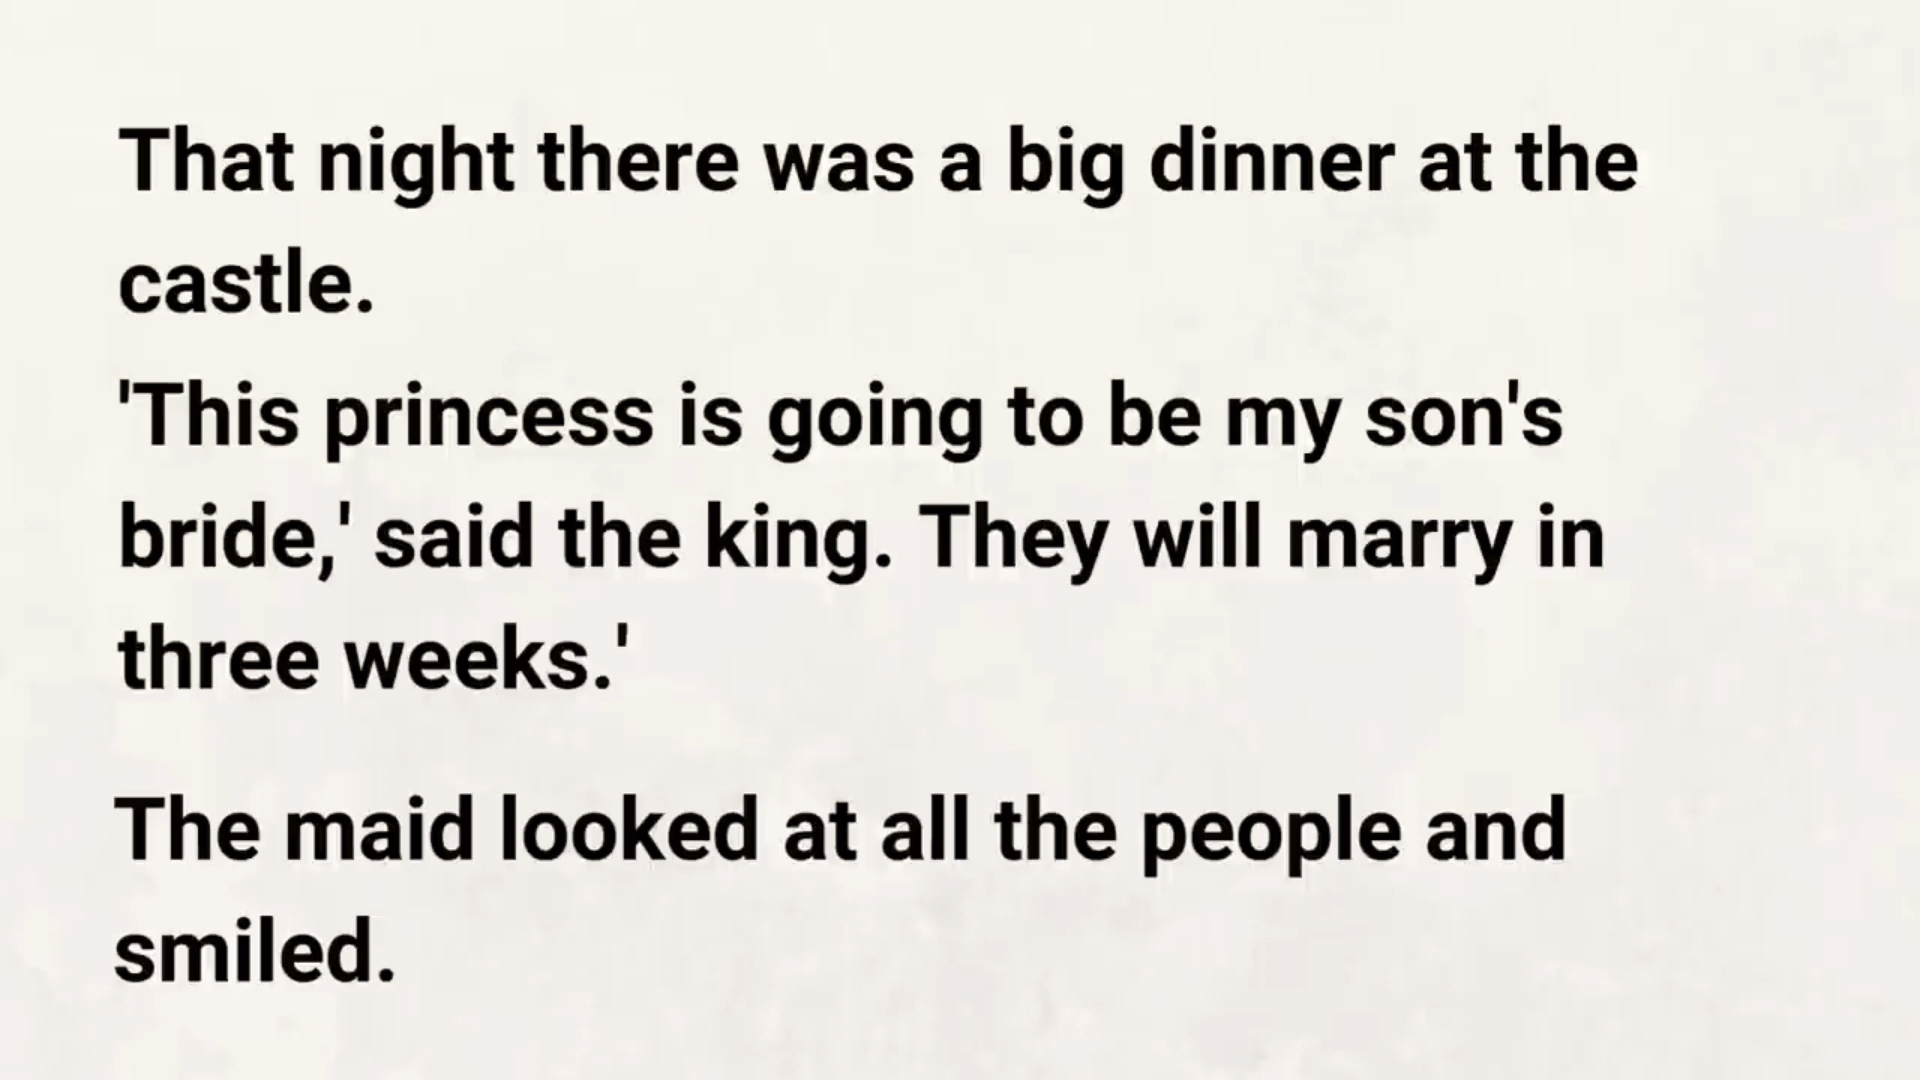 That night there was a big dinner at the
castle.
'This princess is going to be my son's
bride,' said the king. They will marry in
three weeks.'
The maid looked at all the people and
smiled.